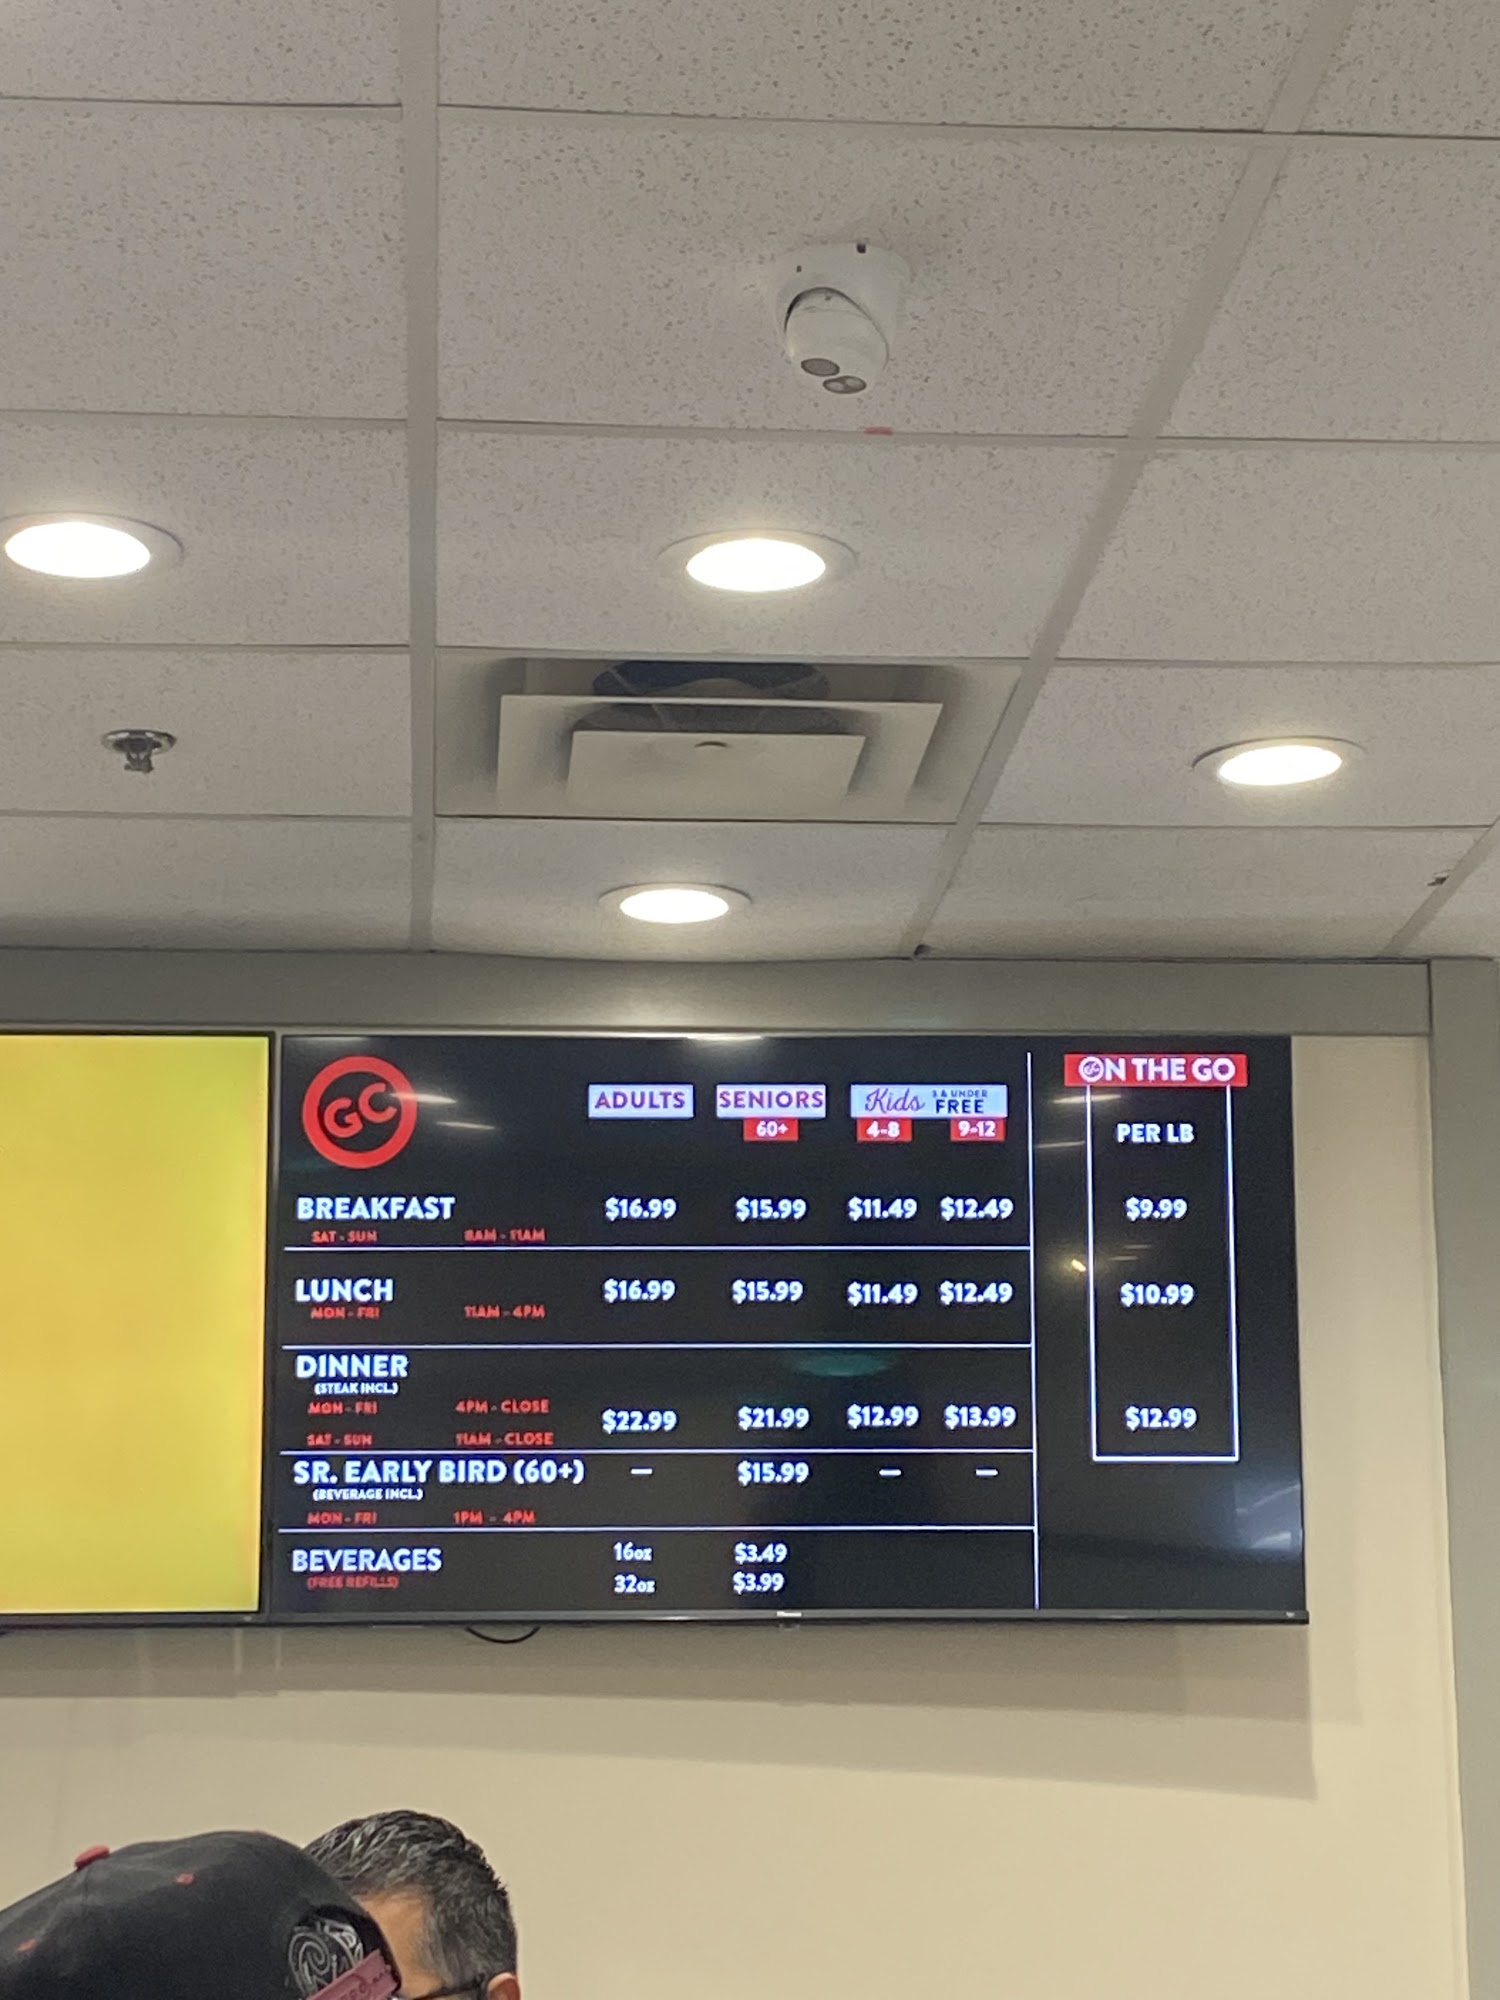 GC
ADULTS SENIORS Kids 3 & UNDER FREE
60+ 4-8 9-12
BREAKFAST $16.99 $15.99 $11.49 $12.49
SAT - SUN 8AM - 11AM
LUNCH $16.99 $15.99 $11.49 $12.49
MON - FRI 11AM - 4PM
DINNER
(STEAK INCL.)
MON - FRI 4PM - CLOSE
$22.99 $21.99 $12.99 $13.99
SAT - SUN 11AM - CLOSE
SR. EARLY BIRD (60+) — $15.99 — —
(BEVERAGE INCL.)
MON - FRI 1PM - 4PM
BEVERAGES 16oz $3.49
(FREE REFILLS) 32oz $3.99
ON THE GO
PER LB
$9.99
$10.99
$12.99
Hisense